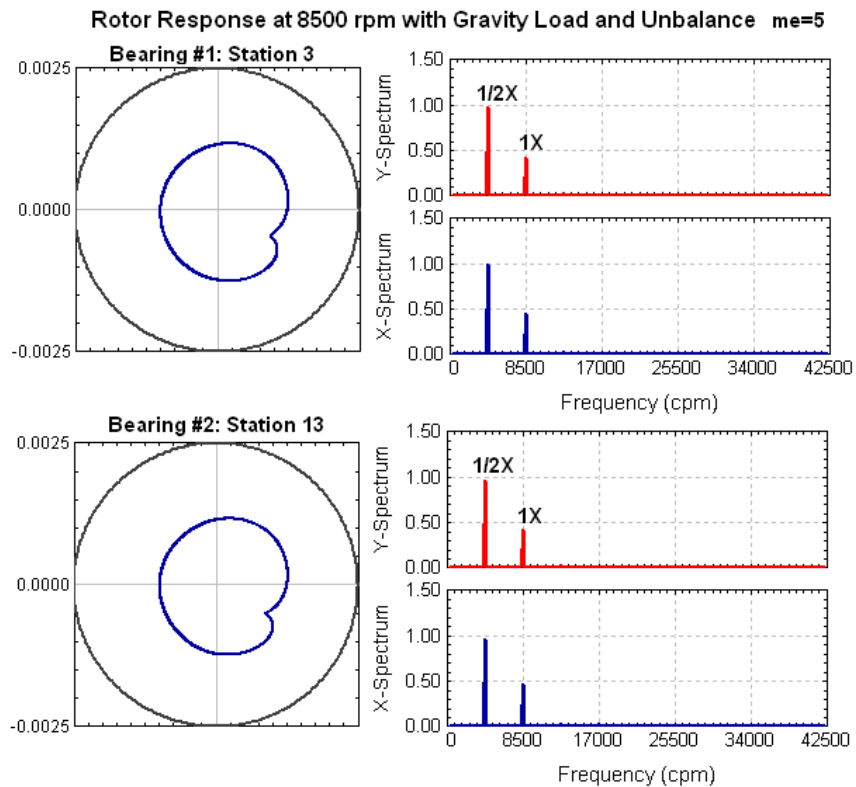 Rotor Response at 8500 rpm with Gravity Load and Unbalance me=5
Bearing #1: Station 3
0.0025
0.0000
-0.0025
Y-Spectrum
1.50
1.00
0.50
0.00
1/2X
1X
X-Spectrum
1.50
1.00
0.50
0.00
0 8500 17000 25500 34000 42500
Frequency (cpm)
Bearing #2: Station 13
0.0025
0.0000
-0.0025
Y-Spectrum
1.50
1.00
0.50
0.00
1/2X
1X
X-Spectrum
1.50
1.00
0.50
0.00
0 8500 17000 25500 34000 42500
Frequency (cpm)